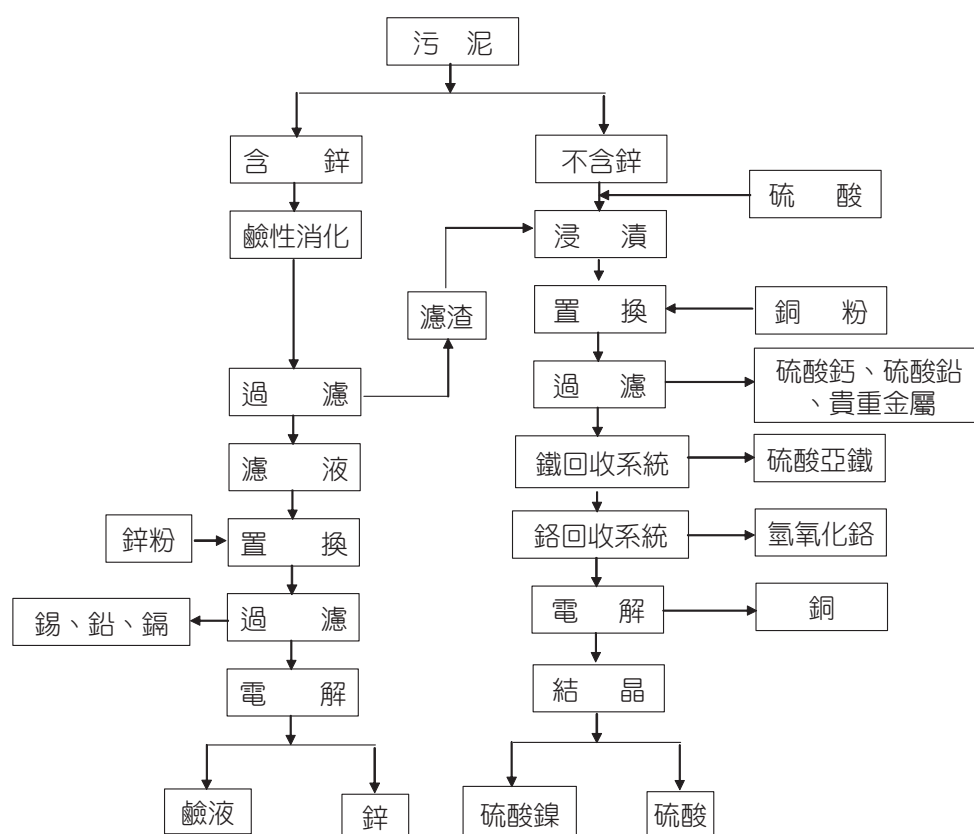 污 泥
含 鋅
不含鋅
硫 酸
鹼性消化
浸 漬
濾渣
置 換
銅 粉
過 濾
過 濾
硫酸鈣、硫酸鉛
、貴重金屬
濾 液
鐵回收系統
硫酸亞鐵
鋅粉
置 換
鉻回收系統
氫氧化鉻
錫、鉛、鎘
過 濾
電 解
銅
電 解
結 晶
鹼液
鋅
硫酸鎳
硫酸